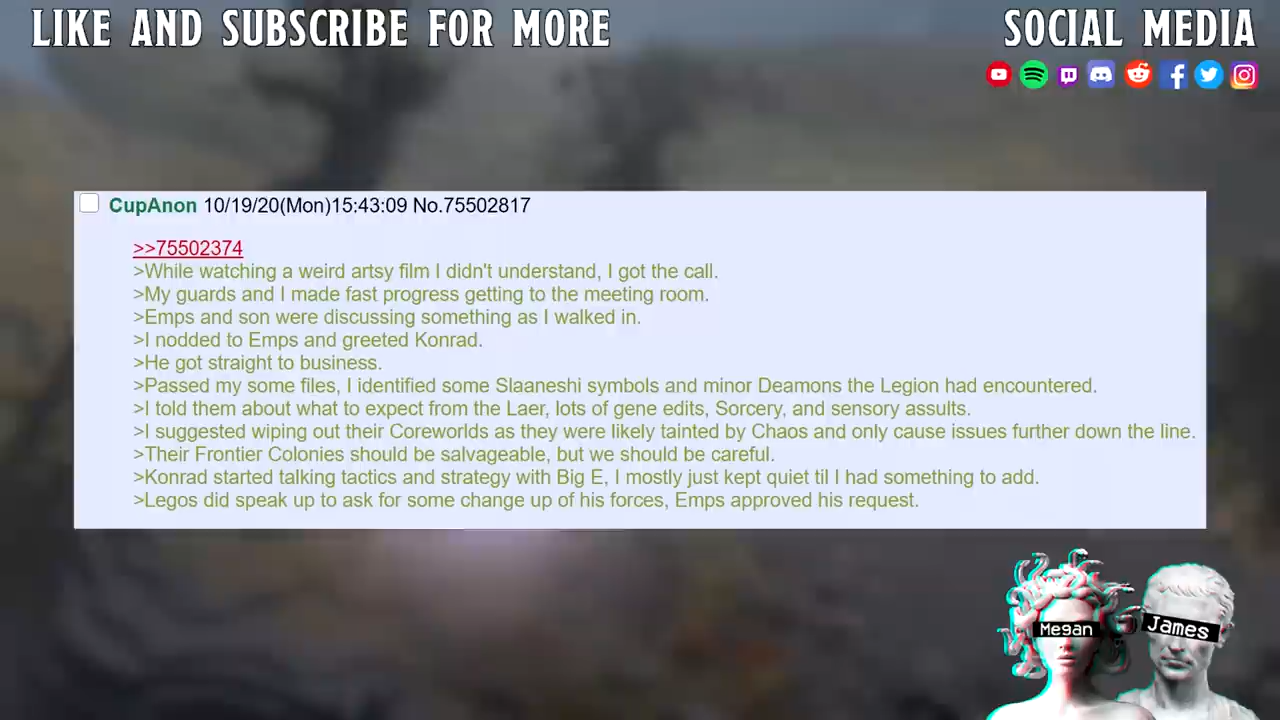 LIKE AND SUBSCRIBE FOR MORE
SOCIAL MEDIA
CupAnon 10/19/20(Mon)15:43:09 No.75502817
>>75502374
>While watching a weird artsy film I didn't understand, I got the call.
>My guards and I made fast progress getting to the meeting room.
>Emps and son were discussing something as I walked in.
>I nodded to Emps and greeted Konrad.
>He got straight to business.
>Passed my some files, I identified some Slaaneshi symbols and minor Deamons the Legion had encountered.
>I told them about what to expect from the Laer, lots of gene edits, Sorcery, and sensory assults.
>I suggested wiping out their Coreworlds as they were likely tainted by Chaos and only cause issues further down the line.
>Their Frontier Colonies should be salvageable, but we should be careful.
>Konrad started talking tactics and strategy with Big E, I mostly just kept quiet til I had something to add.
>Legos did speak up to ask for some change up of his forces, Emps approved his request.
Megan
James